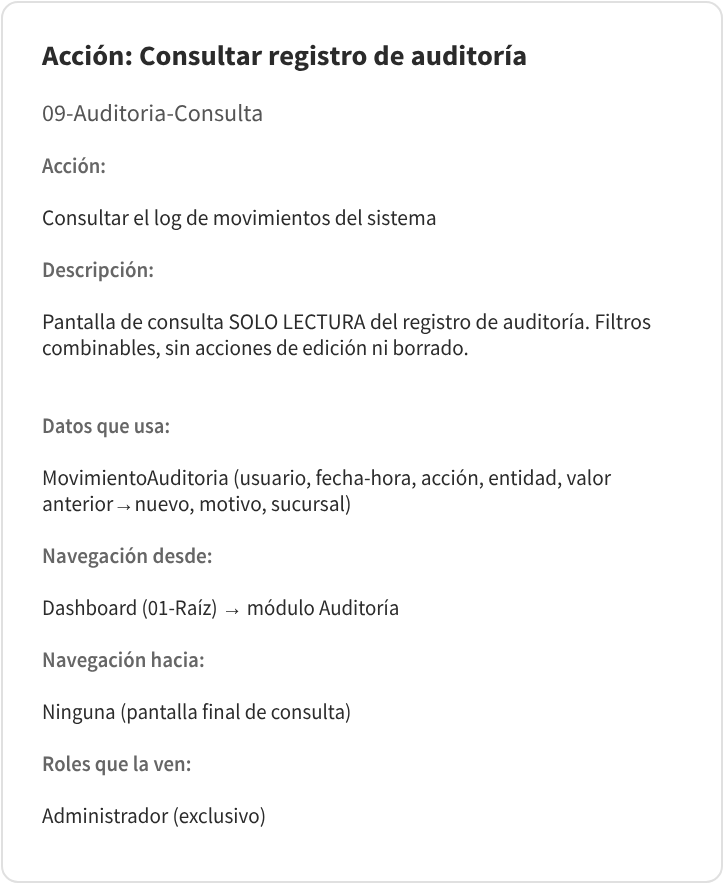 Acción: Consultar registro de auditoría
09-Auditoria-Consulta
Acción:
Consultar el log de movimientos del sistema
Descripción:
Pantalla de consulta SOLO LECTURA del registro de auditoría. Filtros
combinables, sin acciones de edición ni borrado.
Datos que usa:
MovimientoAuditoria (usuario, fecha-hora, acción, entidad, valor
anterior→nuevo, motivo, sucursal)
Navegación desde:
Dashboard (01-Raíz) → módulo Auditoría
Navegación hacia:
Ninguna (pantalla final de consulta)
Roles que la ven:
Administrador (exclusivo)